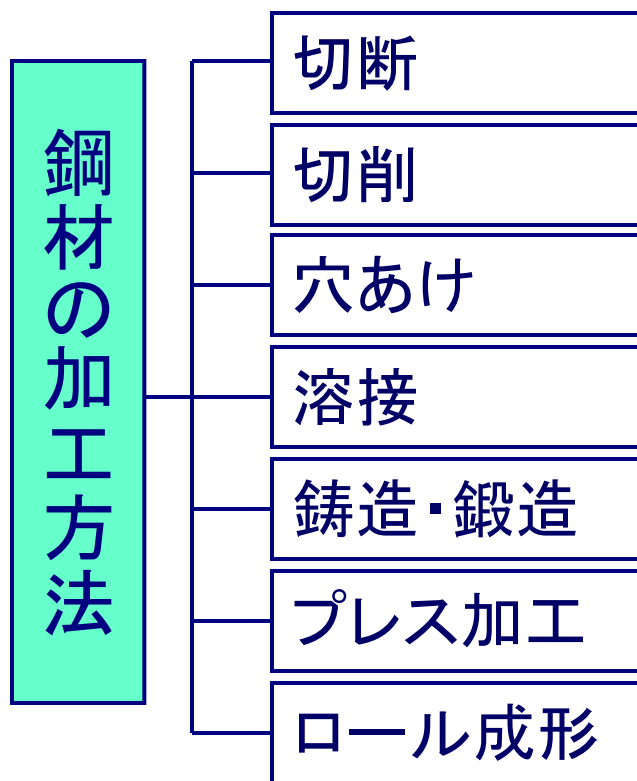 鋼材の加工方法
切断
切削
穴あけ
溶接
鋳造・鍛造
プレス加工
ロール成形